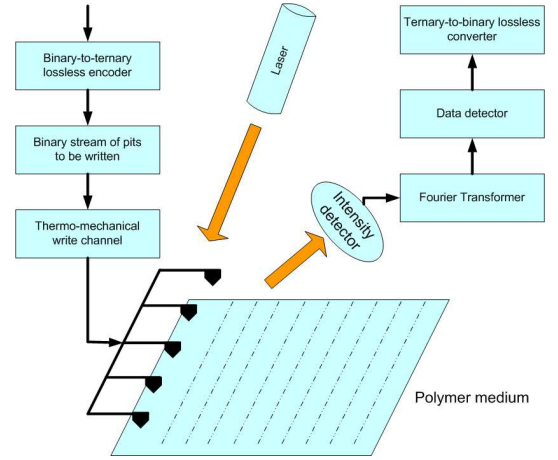 Binary-to-ternary
lossless encoder
Binary stream of pits
to be written
Thermo-mechanical
write channel
Laser
Intensity
detector
Ternary-to-binary lossless
converter
Data detector
Fourier Transformer
Polymer medium